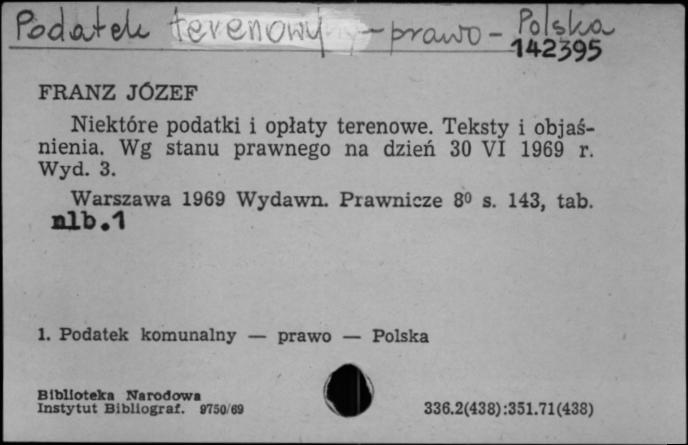 Podatek terenowy - prawo - Polska
142395
FRANZ JÓZEF
Niektóre podatki i opłaty terenowe. Teksty i objaś-
nienia. Wg stanu prawnego na dzień 30 VI 1969 r.
Wyd. 3.
Warszawa 1969 Wydawn. Prawnicze 8⁰ s. 143, tab.
nlb.1
1. Podatek komunalny — prawo — Polska
Biblioteka Narodowa
Instytut Bibliograf. 9750/69
336.2(438):351.71(438)